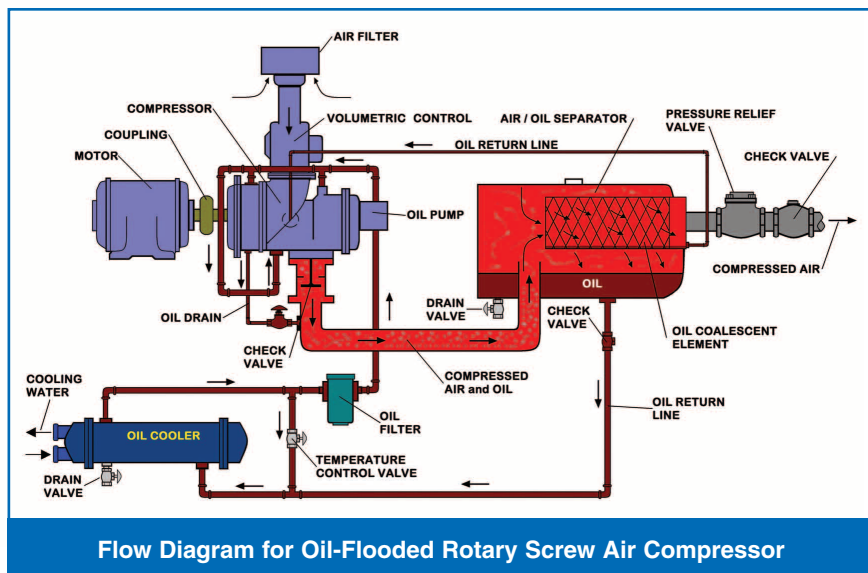 AIR FILTER
COMPRESSOR
VOLUMETRIC CONTROL
AIR / OIL SEPARATOR
PRESSURE RELIEF
VALVE
COUPLING
OIL RETURN LINE
CHECK VALVE
MOTOR
OIL PUMP
COMPRESSED AIR
OIL
OIL DRAIN
DRAIN
VALVE
CHECK
VALVE
OIL COALESCENT
ELEMENT
CHECK
VALVE
COMPRESSED
AIR and OIL
COOLING
WATER
OIL
FILTER
OIL RETURN
LINE
OIL COOLER
TEMPERATURE
CONTROL VALVE
DRAIN
VALVE
Flow Diagram for Oil-Flooded Rotary Screw Air Compressor